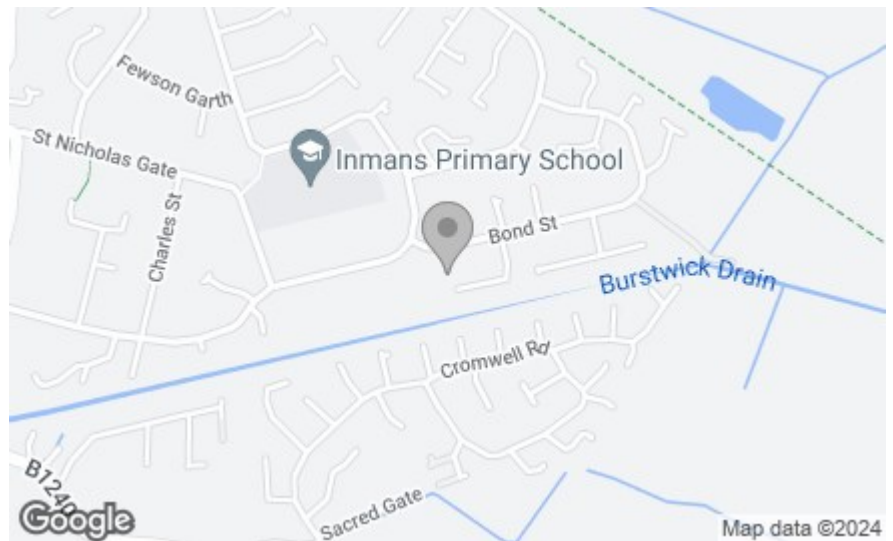 Fewson Garth
St Nicholas Gate
Inmans Primary School
Charles St
Bond St
Burstwick Drain
Cromwell Rd
B1240
Sacred Gate
Google
Map data ©2024